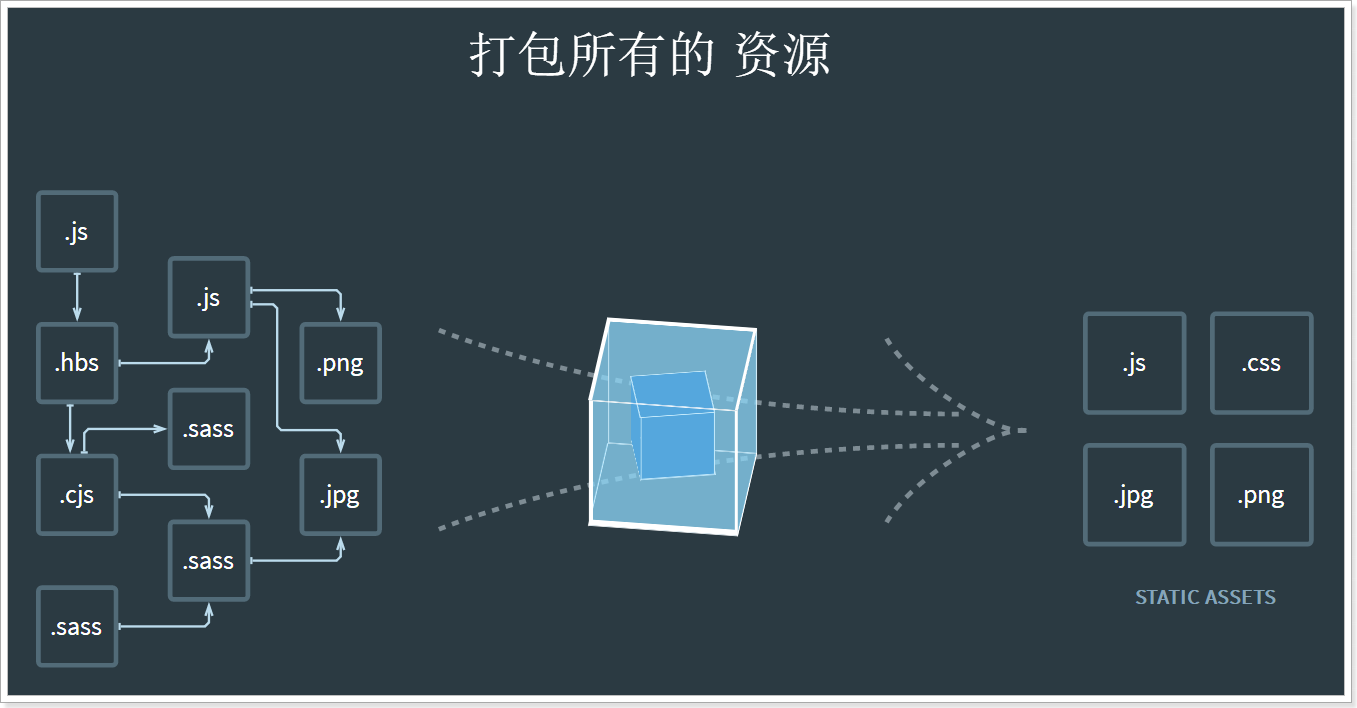 打包所有的 资源
.js
.js
.hbs
.png
.sass
.cjs
.jpg
.sass
.sass
.js
.css
.jpg
.png
STATIC ASSETS